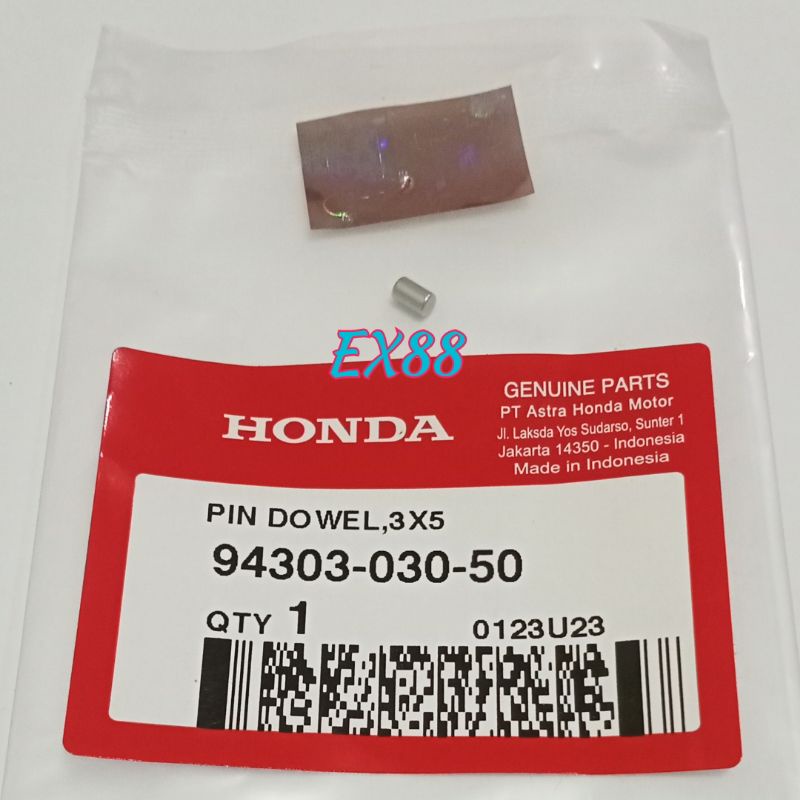 EX88
HONDA
GENUINE PARTS
PT Astra Honda Motor
Jl. Laksda Yos Sudarso, Sunter 1
Jakarta 14350 - Indonesia
Made in Indonesia
PIN DOWEL,3X5
94303-030-50
QTY 1
0123U23